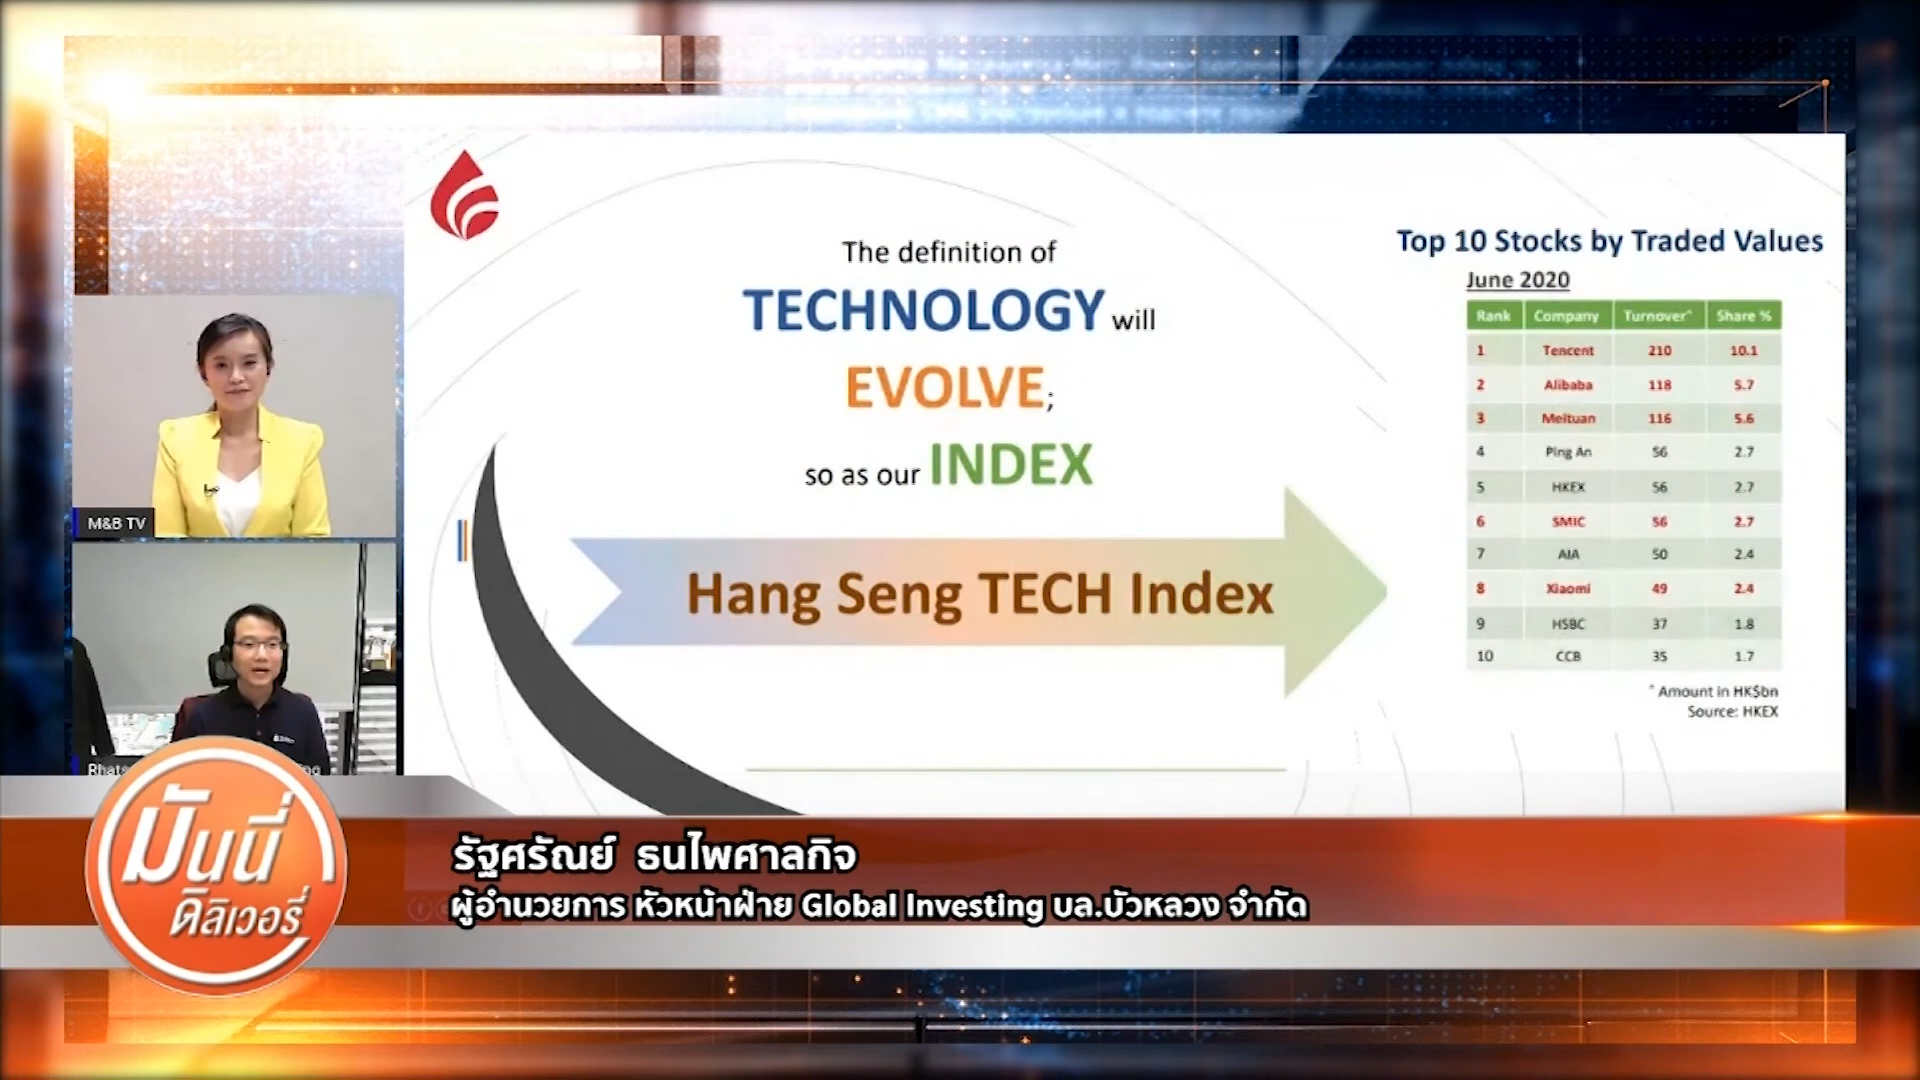 The definition of
TECHNOLOGY will
EVOLVE;
so as our INDEX
Hang Seng TECH Index
Top 10 Stocks by Traded Values
June 2020
Rank Company Turnover^ Share %
1 Tencent 210 10.1
2 Alibaba 118 5.7
3 Meituan 116 5.6
4 Ping An 56 2.7
5 HKEX 56 2.7
6 SMIC 56 2.7
7 AIA 50 2.4
8 Xiaomi 49 2.4
9 HSBC 37 1.8
10 CCB 35 1.7
^ Amount in HK$bn
Source: HKEX
M&B TV
มันนี่
ดิลิเวอรี่
รัฐศรัณย์ ธนไพศาลกิจ
ผู้อำนวยการ หัวหน้าฝ่าย Global Investing บล.บัวหลวง จำกัด